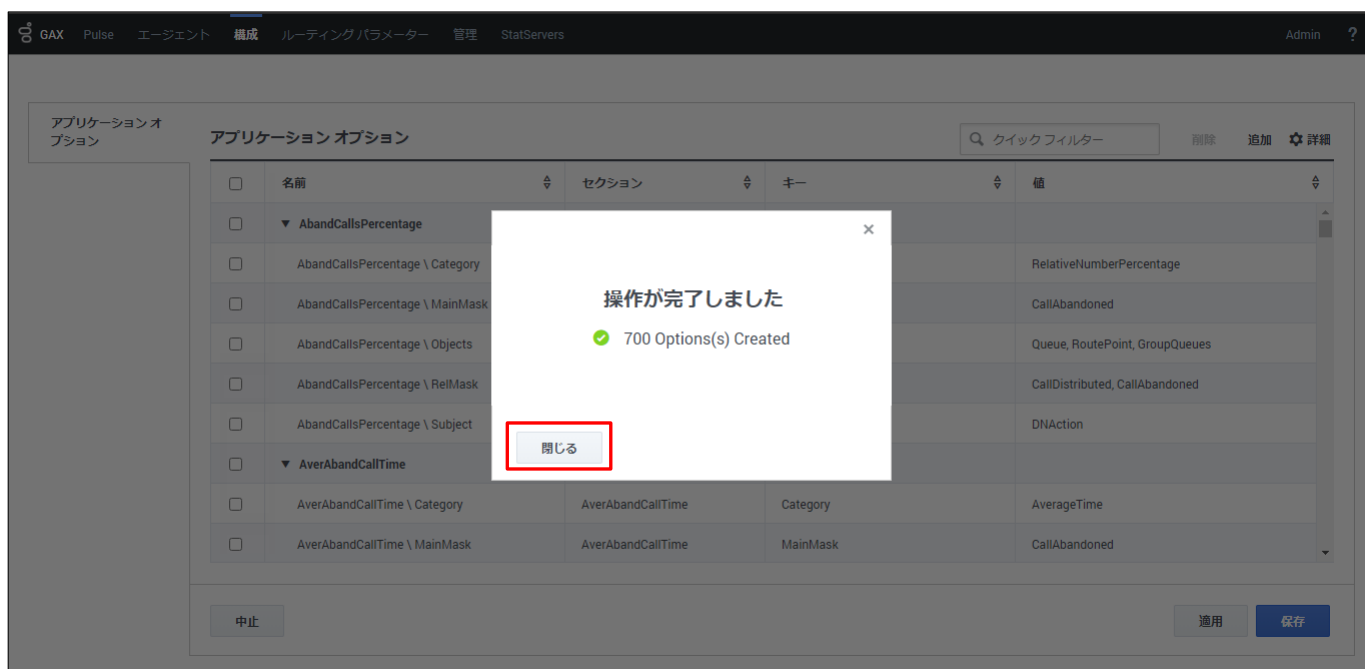 GAX Pulse エージェント 構成 ルーティング パラメーター 管理 StatServers Admin ?
アプリケーション オ
プション
アプリケーション オプション
クイック フィルター 削除 追加 詳細
名前 セクション キー 値
▼ AbandCallsPercentage
AbandCallsPercentage \ Category RelativeNumberPercentage
AbandCallsPercentage \ MainMask CallAbandoned
AbandCallsPercentage \ Objects Queue, RoutePoint, GroupQueues
AbandCallsPercentage \ RelMask CallDistributed, CallAbandoned
AbandCallsPercentage \ Subject DNAction
▼ AverAbandCallTime
AverAbandCallTime \ Category AverAbandCallTime Category AverageTime
AverAbandCallTime \ MainMask AverAbandCallTime MainMask CallAbandoned
×
操作が完了しました
700 Options(s) Created
閉じる
中止 適用 保存